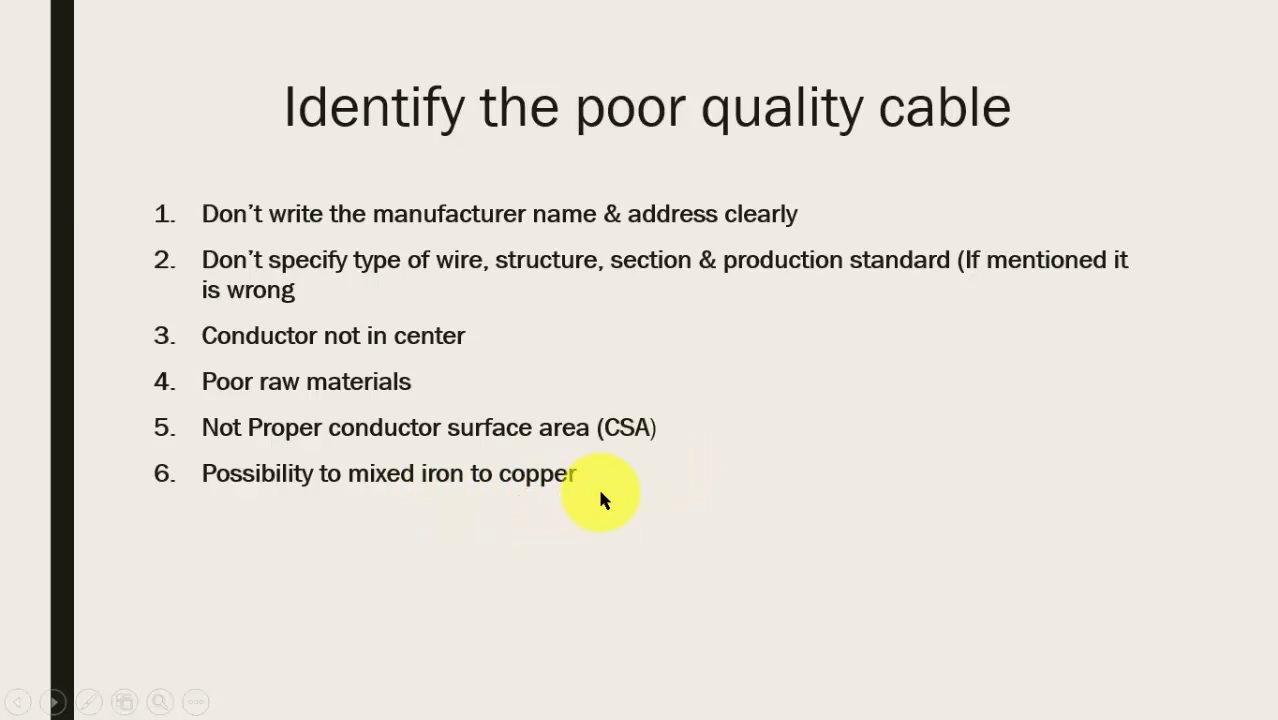 Identify the poor quality cable
1. Don’t write the manufacturer name & address clearly
2. Don’t specify type of wire, structure, section & production standard (If mentioned it
is wrong
3. Conductor not in center
4. Poor raw materials
5. Not Proper conductor surface area (CSA)
6. Possibility to mixed iron to copper